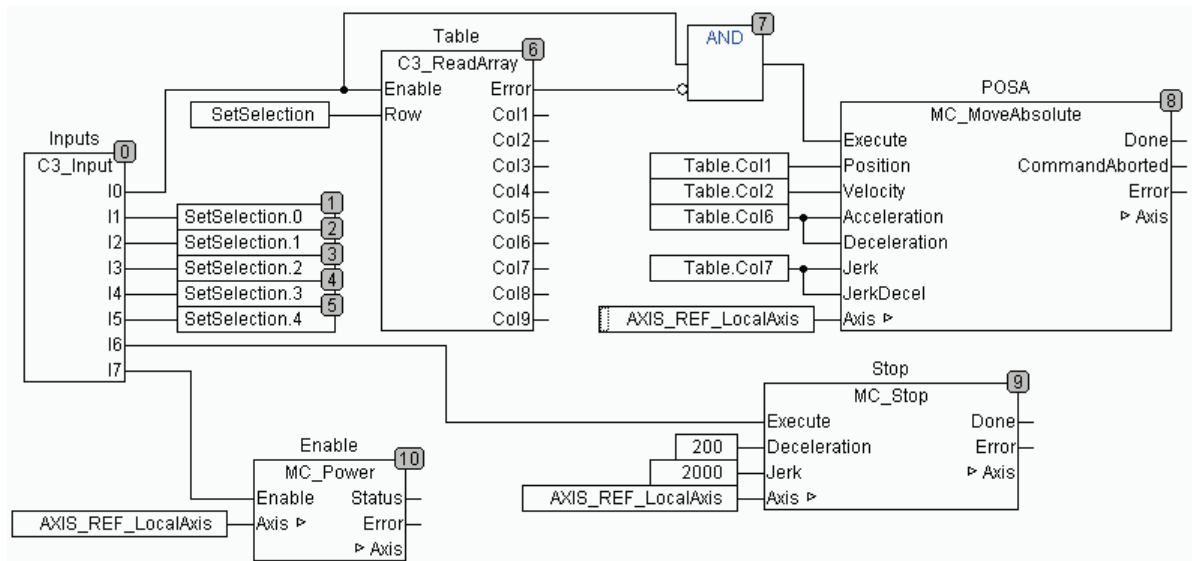 7
AND
Table
6
C3_ReadArray
Enable Error
SetSelection Row Col1
Col2
Col3
Col4
Col5
Col6
Col7
Col8
Col9
POSA
8
MC_MoveAbsolute
Execute Done
Table.Col1 Position CommandAborted
Table.Col2 Velocity Error
Table.Col6 Acceleration Axis
Deceleration
Table.Col7 Jerk
JerkDecel
AXIS_REF_LocalAxis Axis
Inputs
0
C3_Input
I0
I1 SetSelection.0 1
I2 SetSelection.1 2
I3 SetSelection.2 3
I4 SetSelection.3 4
I5 SetSelection.4 5
I6
I7
Stop
9
MC_Stop
Execute Done
200 Deceleration Error
2000 Jerk Axis
AXIS_REF_LocalAxis Axis
Enable
10
MC_Power
Enable Status
AXIS_REF_LocalAxis Axis Error
Axis